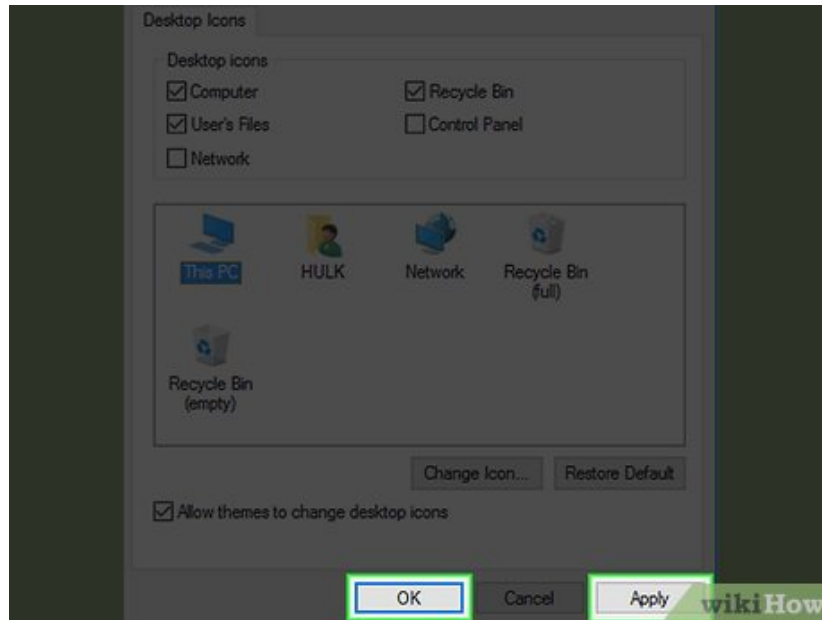 Desktop Icons
Desktop icons
Computer
Recycle Bin
User's Files
Control Panel
Network
This PC
HULK
Network
Recycle Bin
(full)
Recycle Bin
(empty)
Change Icon...
Restore Default
Allow themes to change desktop icons
OK
Cancel
Apply
wikiHow